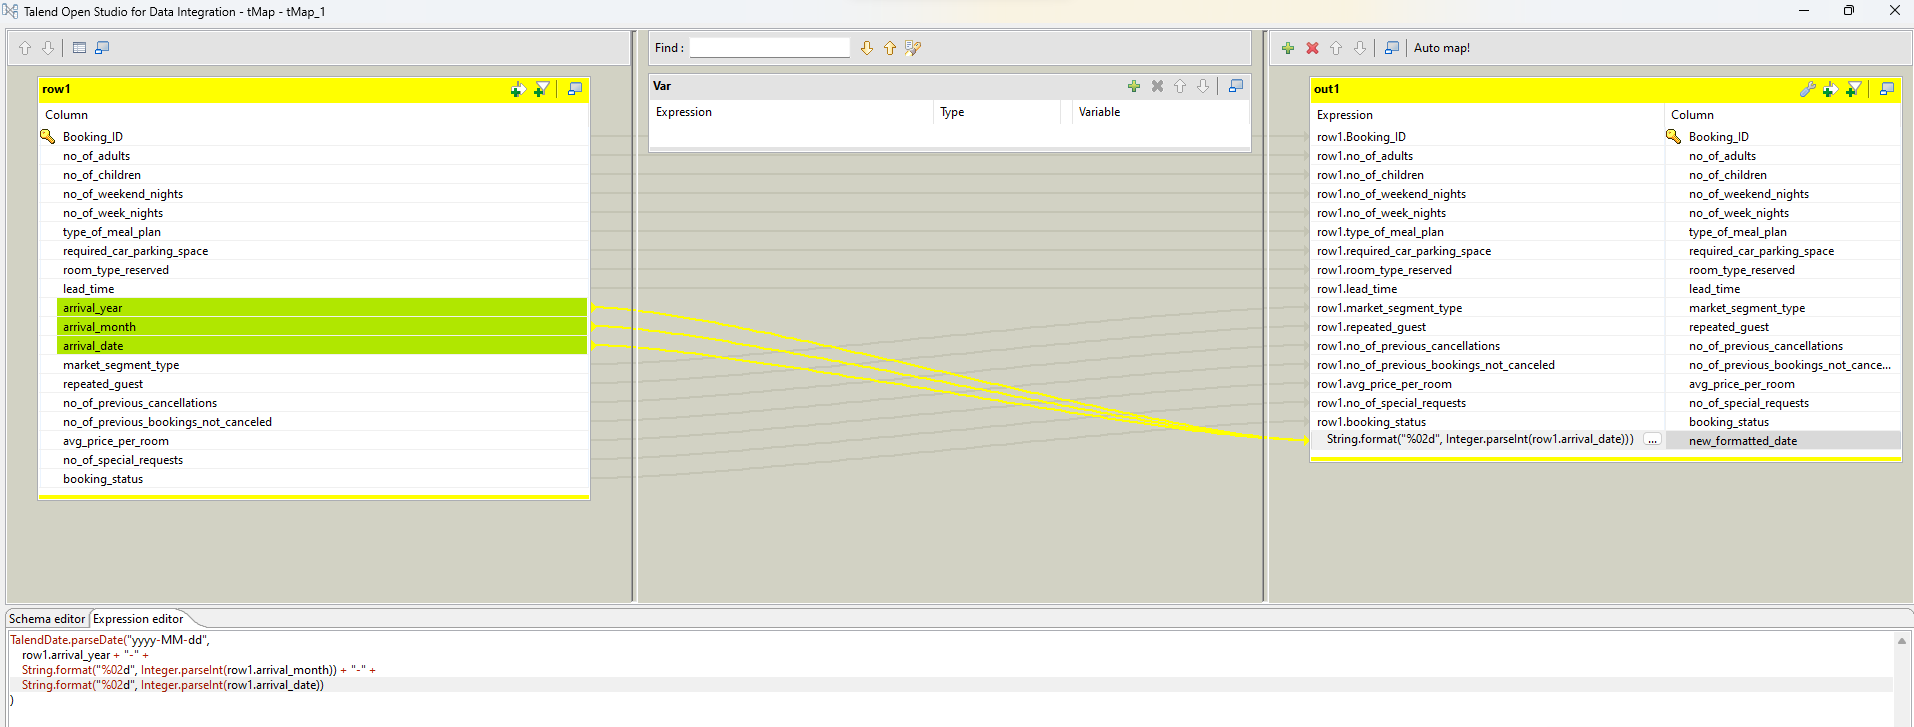 Talend Open Studio for Data Integration - tMap - tMap_1
Find :
Auto map!
row1
Column
Booking_ID
no_of_adults
no_of_children
no_of_weekend_nights
no_of_week_nights
type_of_meal_plan
required_car_parking_space
room_type_reserved
lead_time
arrival_year
arrival_month
arrival_date
market_segment_type
repeated_guest
no_of_previous_cancellations
no_of_previous_bookings_not_canceled
avg_price_per_room
no_of_special_requests
booking_status
Var
Expression Type Variable
out1
Expression Column
row1.Booking_ID Booking_ID
row1.no_of_adults no_of_adults
row1.no_of_children no_of_children
row1.no_of_weekend_nights no_of_weekend_nights
row1.no_of_week_nights no_of_week_nights
row1.type_of_meal_plan type_of_meal_plan
row1.required_car_parking_space required_car_parking_space
row1.room_type_reserved room_type_reserved
row1.lead_time lead_time
row1.market_segment_type market_segment_type
row1.repeated_guest repeated_guest
row1.no_of_previous_cancellations no_of_previous_cancellations
row1.no_of_previous_bookings_not_canceled no_of_previous_bookings_not_cance...
row1.avg_price_per_room avg_price_per_room
row1.no_of_special_requests no_of_special_requests
row1.booking_status booking_status
String.format("%02d", Integer.parseInt(row1.arrival_date))) ... new_formatted_date
Schema editor Expression editor
TalendDate.parseDate("yyyy-MM-dd",
row1.arrival_year + "-" +
String.format("%02d", Integer.parseInt(row1.arrival_month)) + "-" +
String.format("%02d", Integer.parseInt(row1.arrival_date))
)